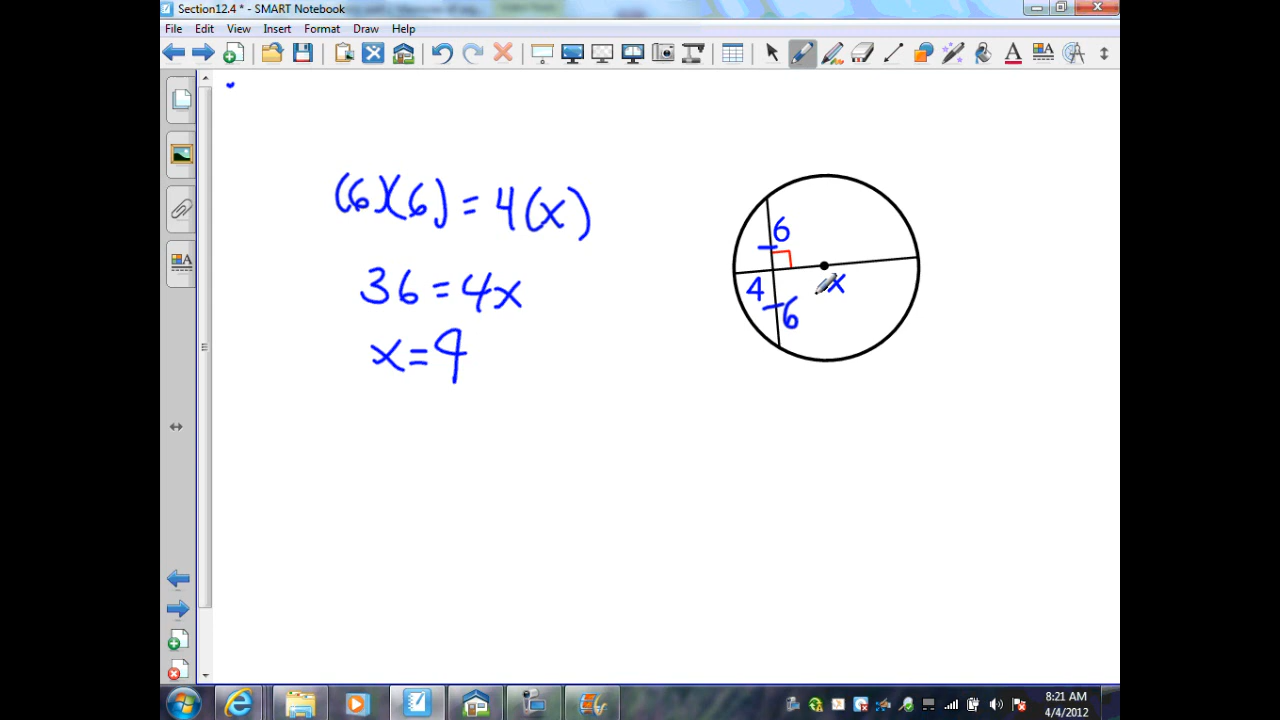 Section12.4 * - SMART Notebook
File Edit View Insert Format Draw Help
(6)(6) = 4(x)
36 = 4x
x = 9
6
4 x
6
8:21 AM
4/4/2012